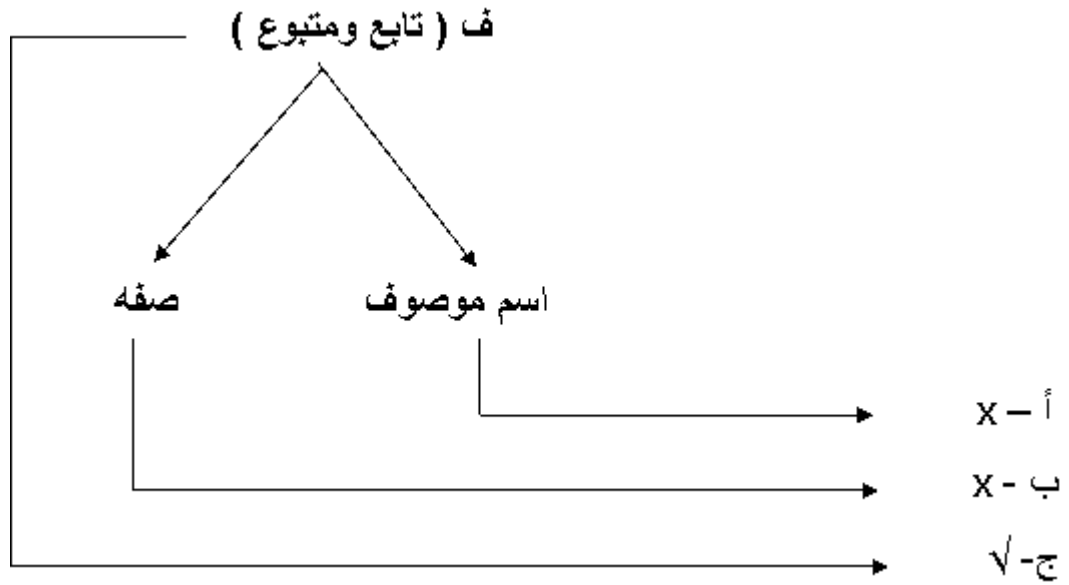 ف ( تابع ومتبوع )
اسم موصوف
صفه
أ – x
ب - x
ج- √